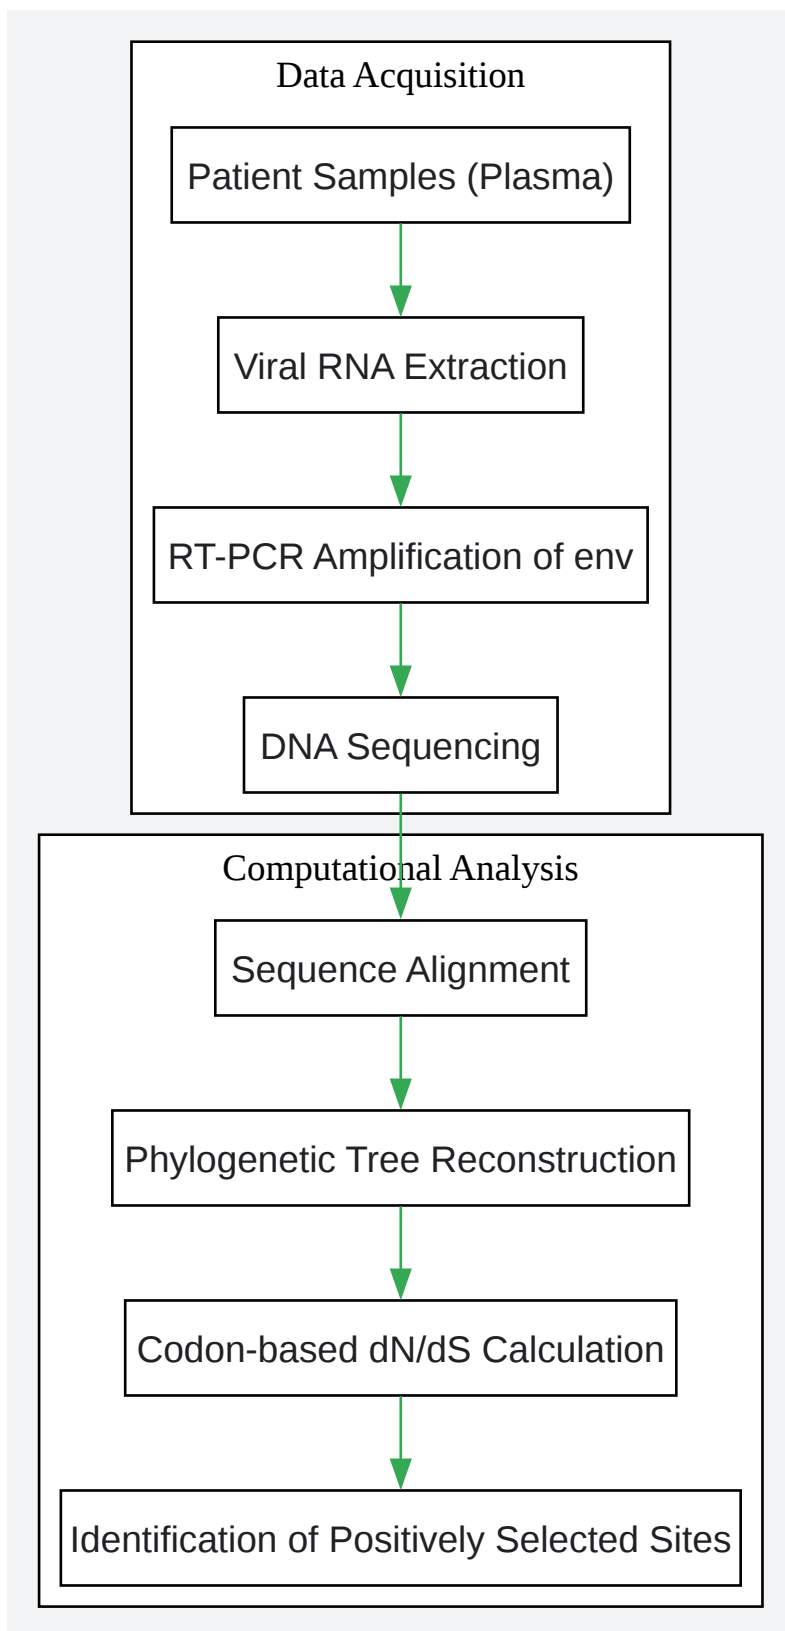 Data Acquisition
Patient Samples (Plasma)
Viral RNA Extraction
RT-PCR Amplification of env
DNA Sequencing
Computational Analysis
Sequence Alignment
Phylogenetic Tree Reconstruction
Codon-based dN/dS Calculation
Identification of Positively Selected Sites